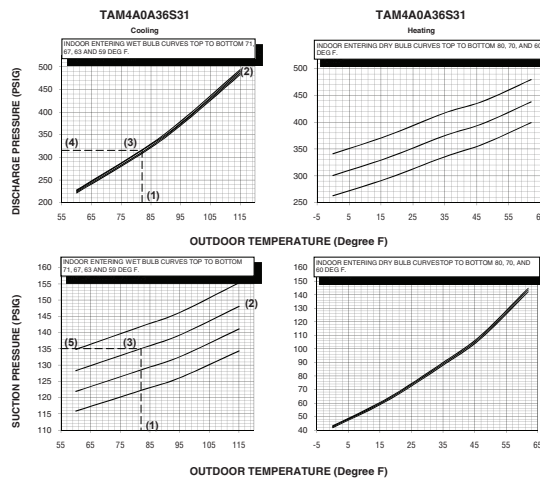 TAM4A0A36S31
Cooling
INDOOR ENTERING WET BULB CURVES TOP TO BOTTOM 71,
67, 63 AND 59 DEG F.
DISCHARGE PRESSURE (PSIG)
500
450
400
350
300
250
200
(2)
(4)
(3)
(1)
55 65 75 85 95 105 115
TAM4A0A36S31
Heating
INDOOR ENTERING DRY BULB CURVES TOP TO BOTTOM 80, 70, AND 60
DEG F.
500
450
400
350
300
250
-5 5 15 25 35 45 55
OUTDOOR TEMPERATURE (Degree F)
INDOOR ENTERING WET BULB CURVES TOP TO BOTTOM
71, 67, 63 AND 59 DEG F.
SUCTION PRESSURE (PSIG)
160
155
150
145
140
135
130
125
120
115
110
(2)
(5)
(3)
(1)
55 65 75 85 95 105 115
INDOOR ENTERING DRY BULB CURVESTOP TO BOTTOM 80, 70, AND
60 DEG F.
160
150
140
130
120
110
100
90
80
70
60
50
40
-5 5 15 25 35 45 55 65
OUTDOOR TEMPERATURE (Degree F)